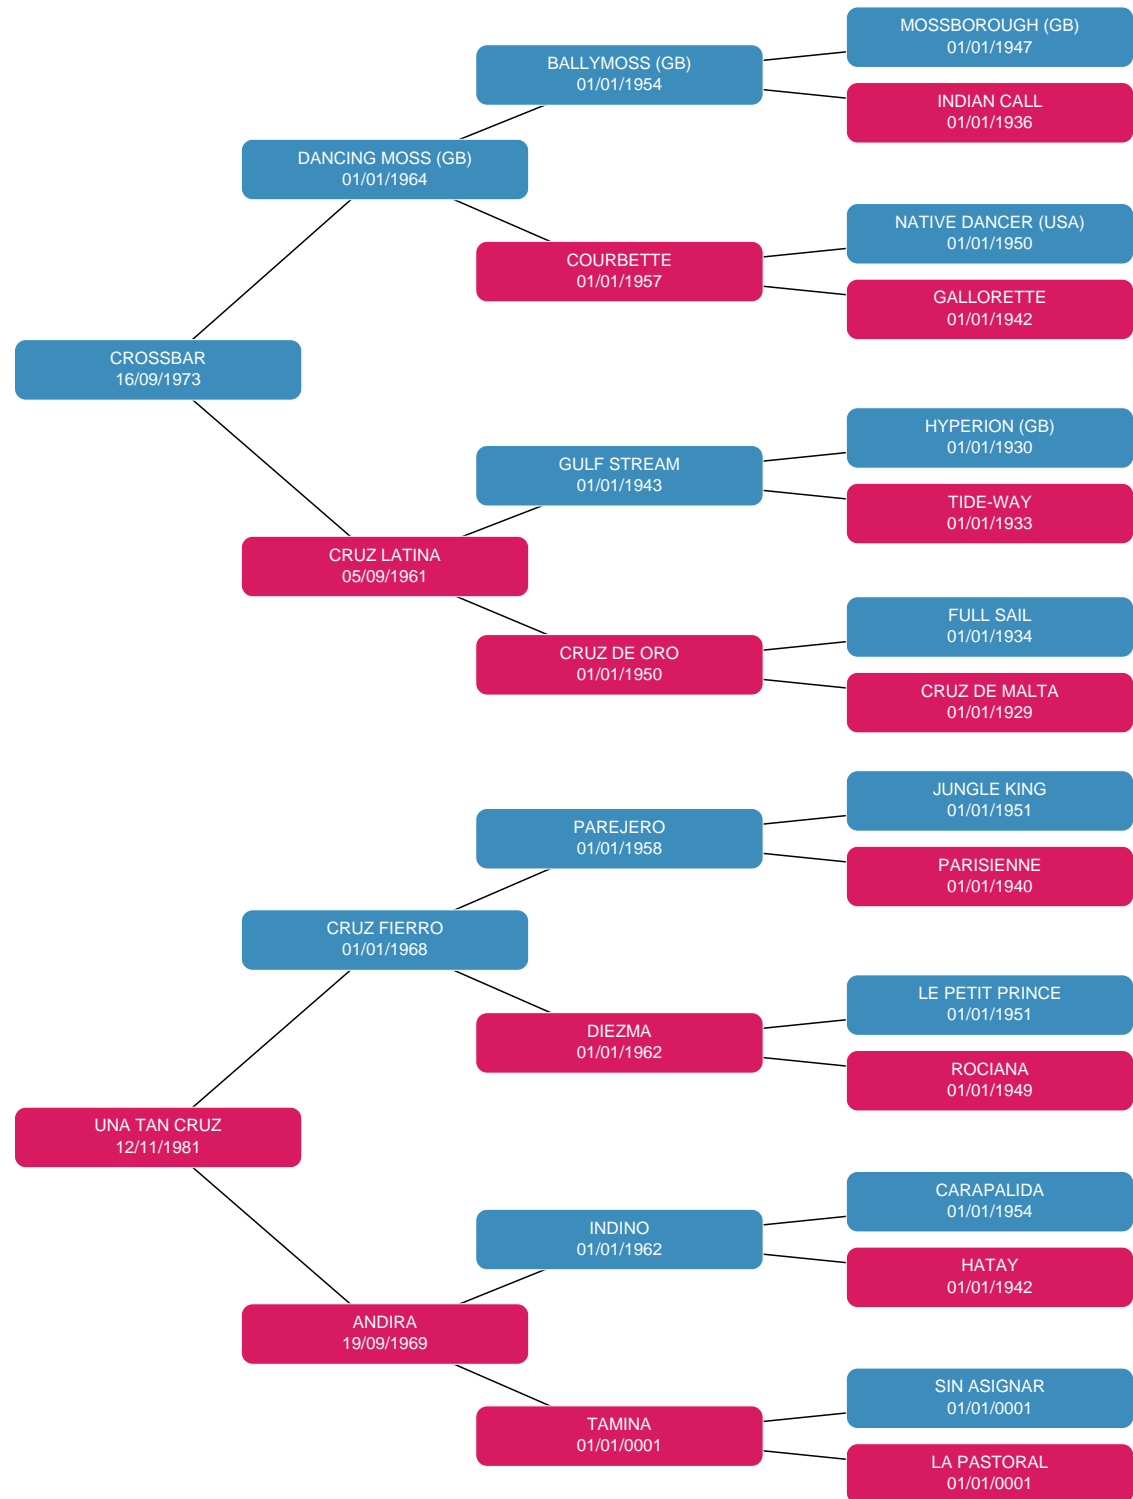 MOSSBOROUGH (GB)
01/01/1947
BALLYMOSS (GB)
01/01/1954
INDIAN CALL
01/01/1936
DANCING MOSS (GB)
01/01/1964
NATIVE DANCER (USA)
01/01/1950
COURBETTE
01/01/1957
GALLORETTE
01/01/1942
CROSSBAR
16/09/1973
HYPERION (GB)
01/01/1930
GULF STREAM
01/01/1943
TIDE-WAY
01/01/1933
CRUZ LATINA
05/09/1961
FULL SAIL
01/01/1934
CRUZ DE ORO
01/01/1950
CRUZ DE MALTA
01/01/1929
JUNGLE KING
01/01/1951
PAREJERO
01/01/1958
PARISIENNE
01/01/1940
CRUZ FIERRO
01/01/1968
LE PETIT PRINCE
01/01/1951
DIEZMA
01/01/1962
ROCIANA
01/01/1949
UNA TAN CRUZ
12/11/1981
CARAPALIDA
01/01/1954
INDINO
01/01/1962
HATAY
01/01/1942
ANDIRA
19/09/1969
SIN ASIGNAR
01/01/0001
TAMINA
01/01/0001
LA PASTORAL
01/01/0001